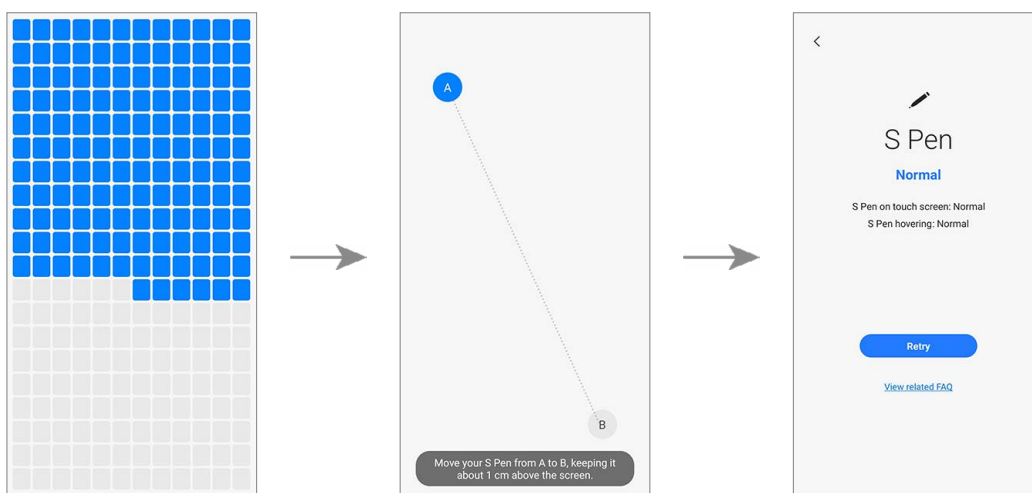 A
B
Move your S Pen from A to B, keeping it
about 1 cm above the screen.
S Pen
Normal
S Pen on touch screen: Normal
S Pen hovering: Normal
Retry
View related FAQ